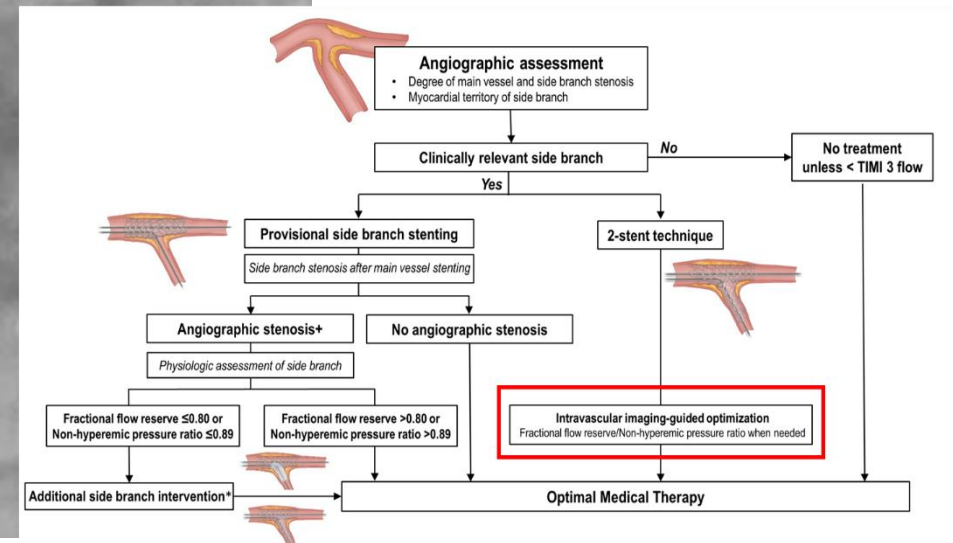 Angiographic assessment
• Degree of main vessel and side branch stenosis
• Myocardial territory of side branch
Clinically relevant side branch
No
No treatment
unless < TIMI 3 flow
Yes
Provisional side branch stenting
2-stent technique
Side branch stenosis after main vessel stenting
Angiographic stenosis+
No angiographic stenosis
Physiologic assessment of side branch
Fractional flow reserve ≤0.80 or
Non-hyperemic pressure ratio ≤0.89
Fractional flow reserve >0.80 or
Non-hyperemic pressure ratio >0.89
Intravascular imaging-guided optimization
Fractional flow reserve/Non-hyperemic pressure ratio when needed
Additional side branch intervention*
Optimal Medical Therapy